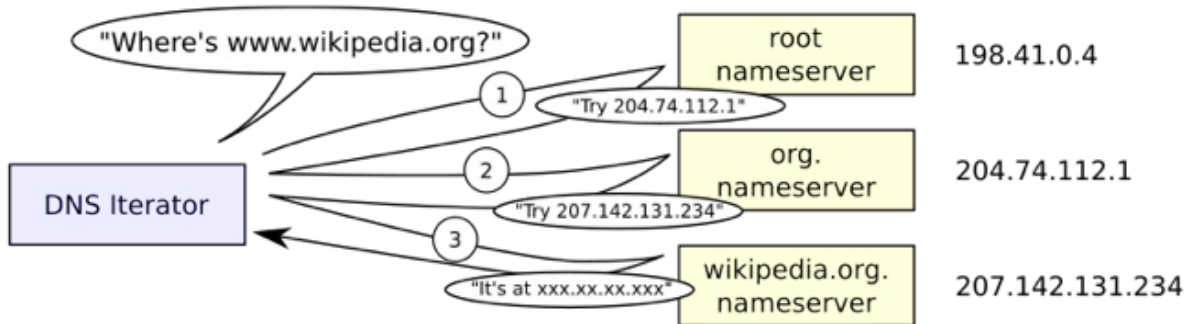 "Where's www.wikipedia.org?"
root
nameserver
198.41.0.4
1
"Try 204.74.112.1"
DNS Iterator
2
org.
nameserver
204.74.112.1
"Try 207.142.131.234"
3
wikipedia.org.
nameserver
207.142.131.234
"It's at xxx.xx.xx.xxx"